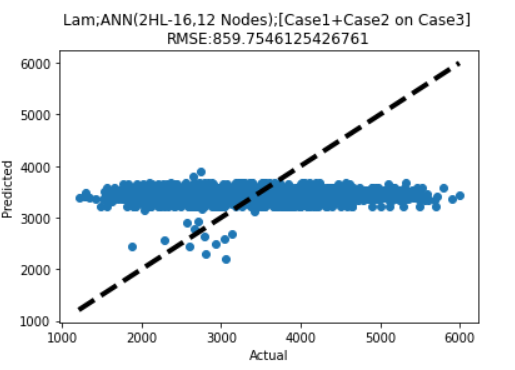 Lam;ANN(2HL-16,12 Nodes);[Case1+Case2 on Case3]
RMSE:859.7546125426761
6000
5000
4000
3000
2000
1000
Predicted
1000 2000 3000 4000 5000 6000
Actual